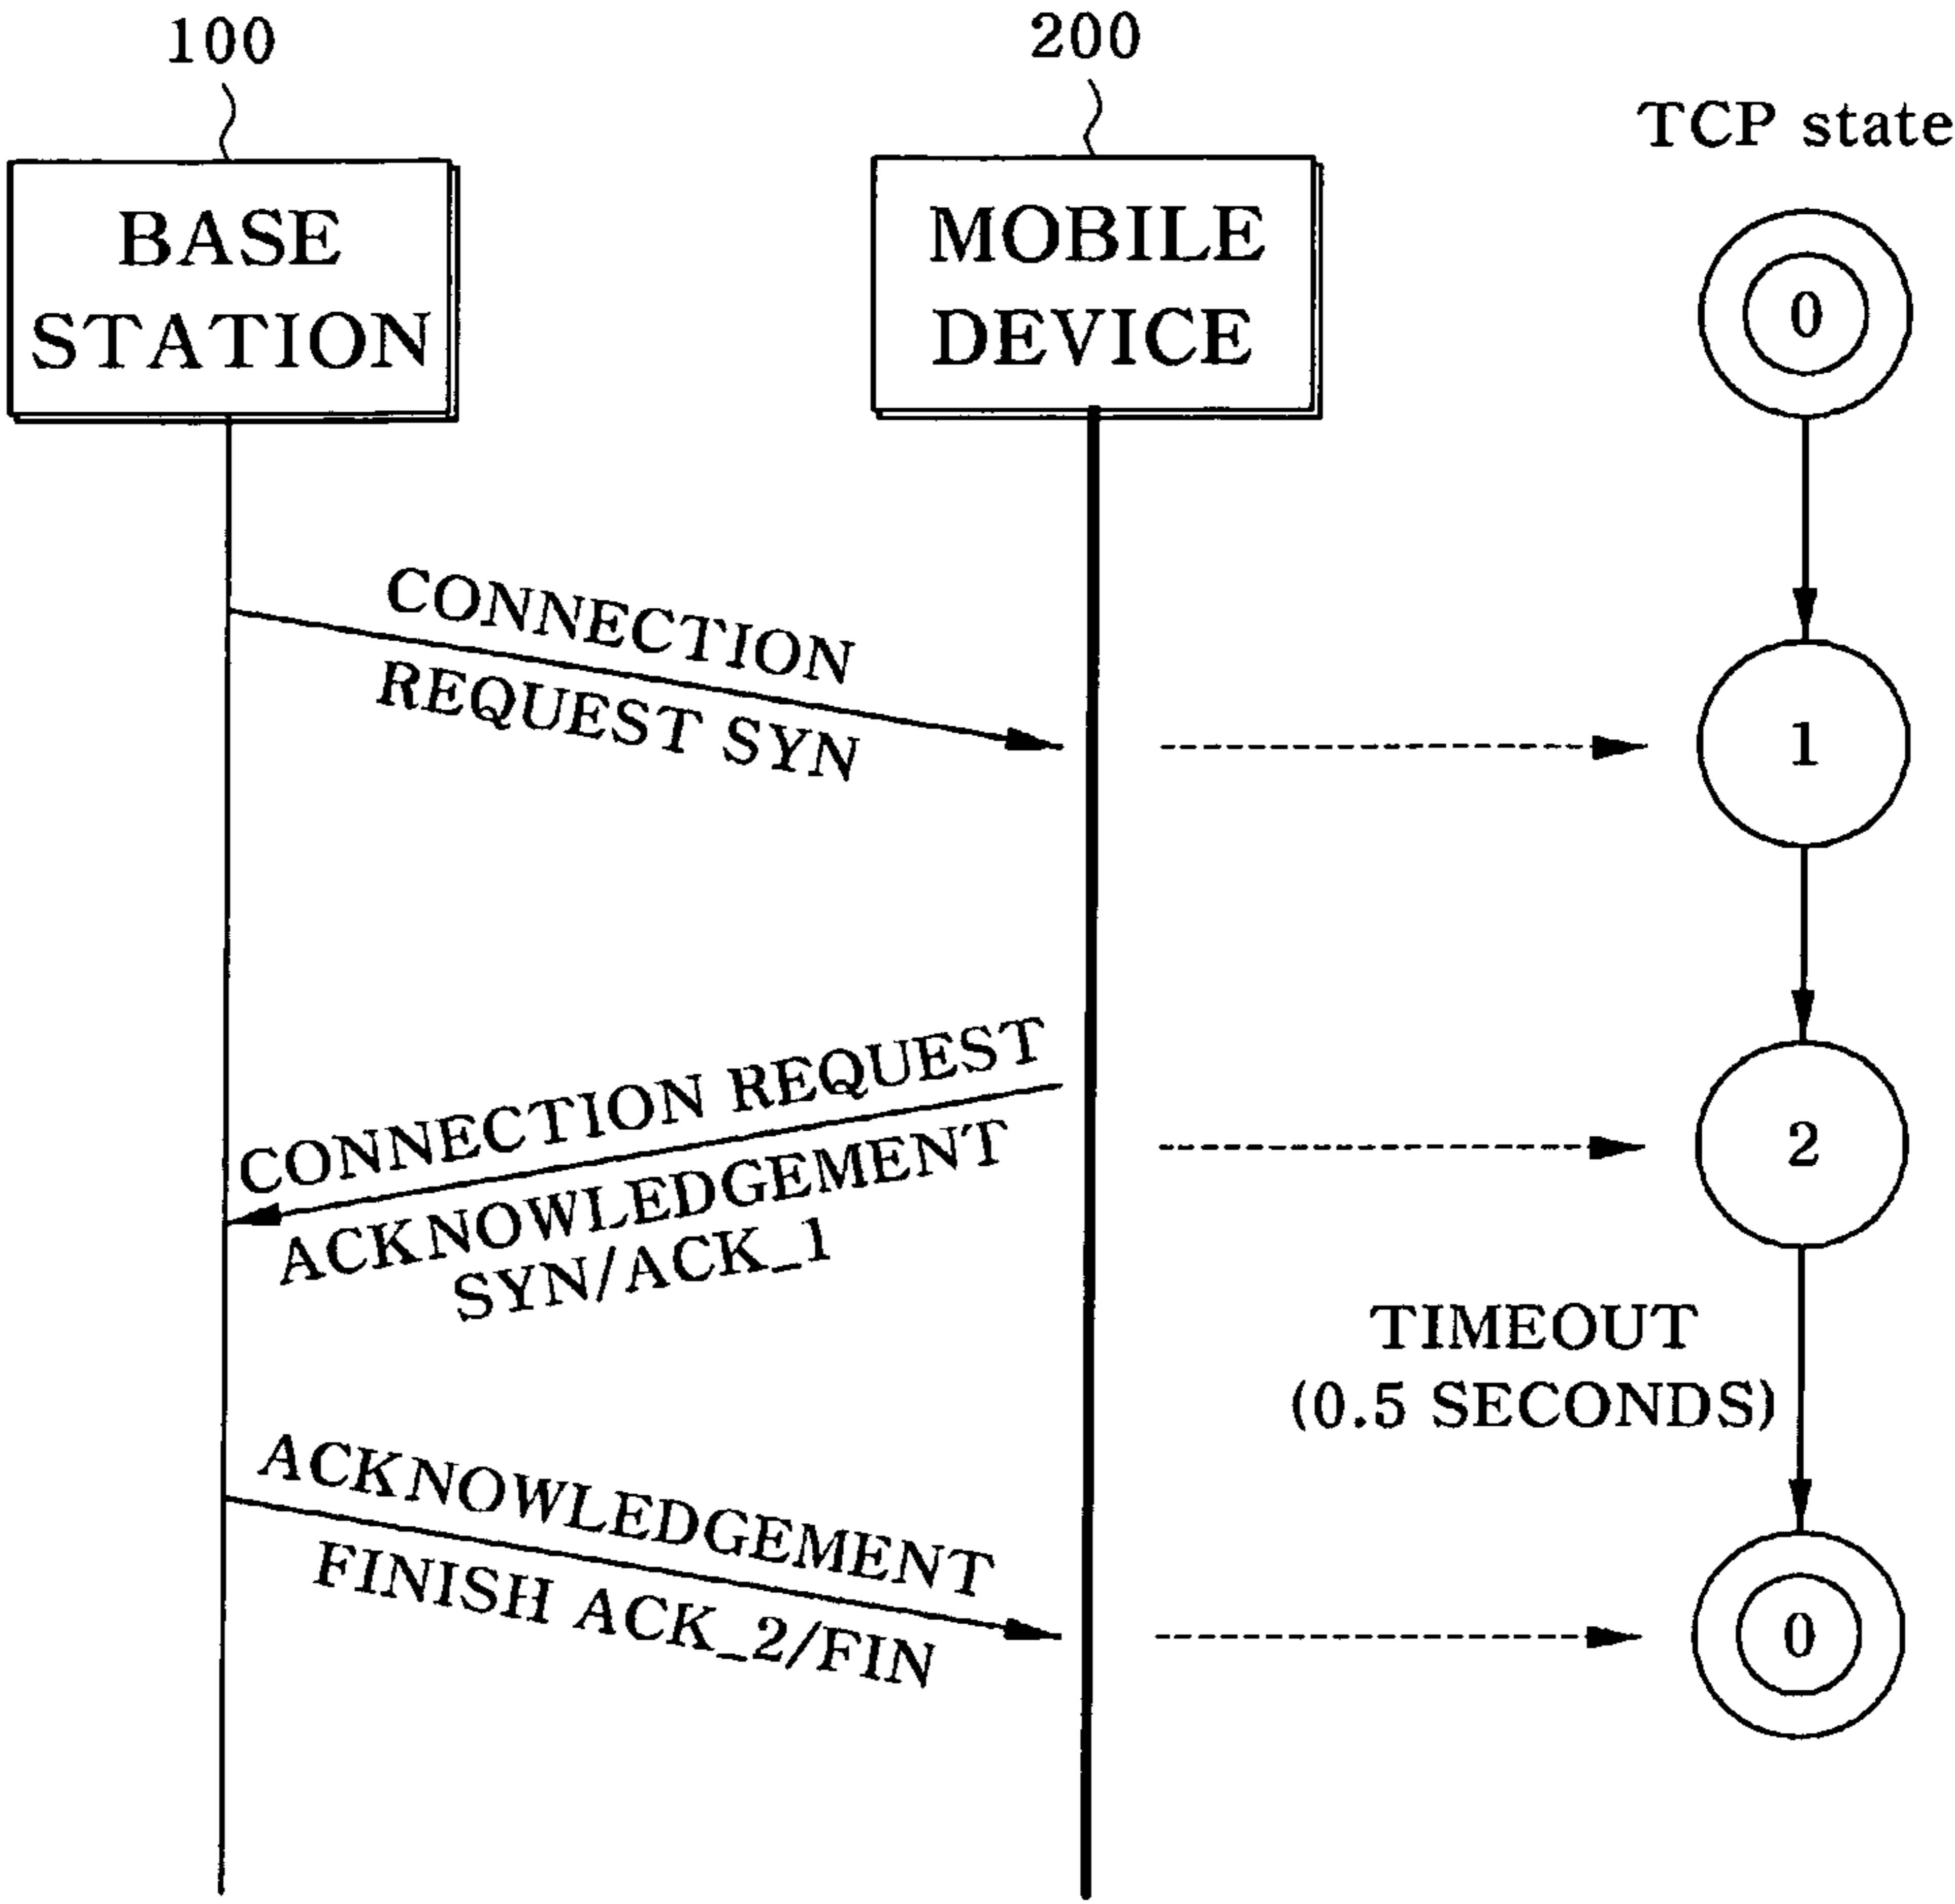 100
200
TCP state
BASE
STATION
MOBILE
DEVICE
0
CONNECTION
REQUEST SYN
1
CONNECTION REQUEST
ACKNOWLEDGEMENT
SYN/ACK_1
2
TIMEOUT
(0.5 SECONDS)
ACKNOWLEDGEMENT
FINISH ACK_2/FIN
0